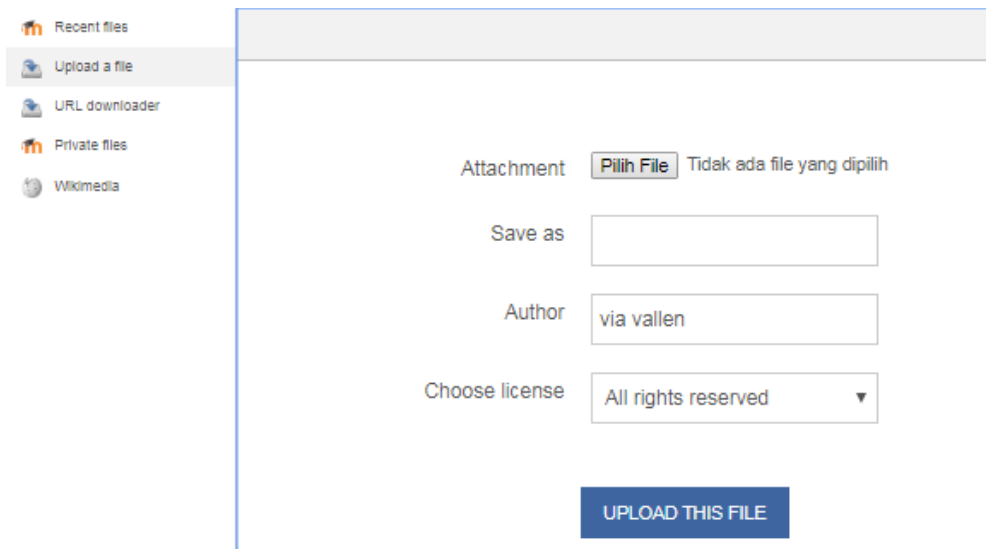 Recent files
Upload a file
URL downloader
Private files
Wikimedia
Attachment Pilih File Tidak ada file yang dipilih
Save as
Author via vallen
Choose license All rights reserved
UPLOAD THIS FILE